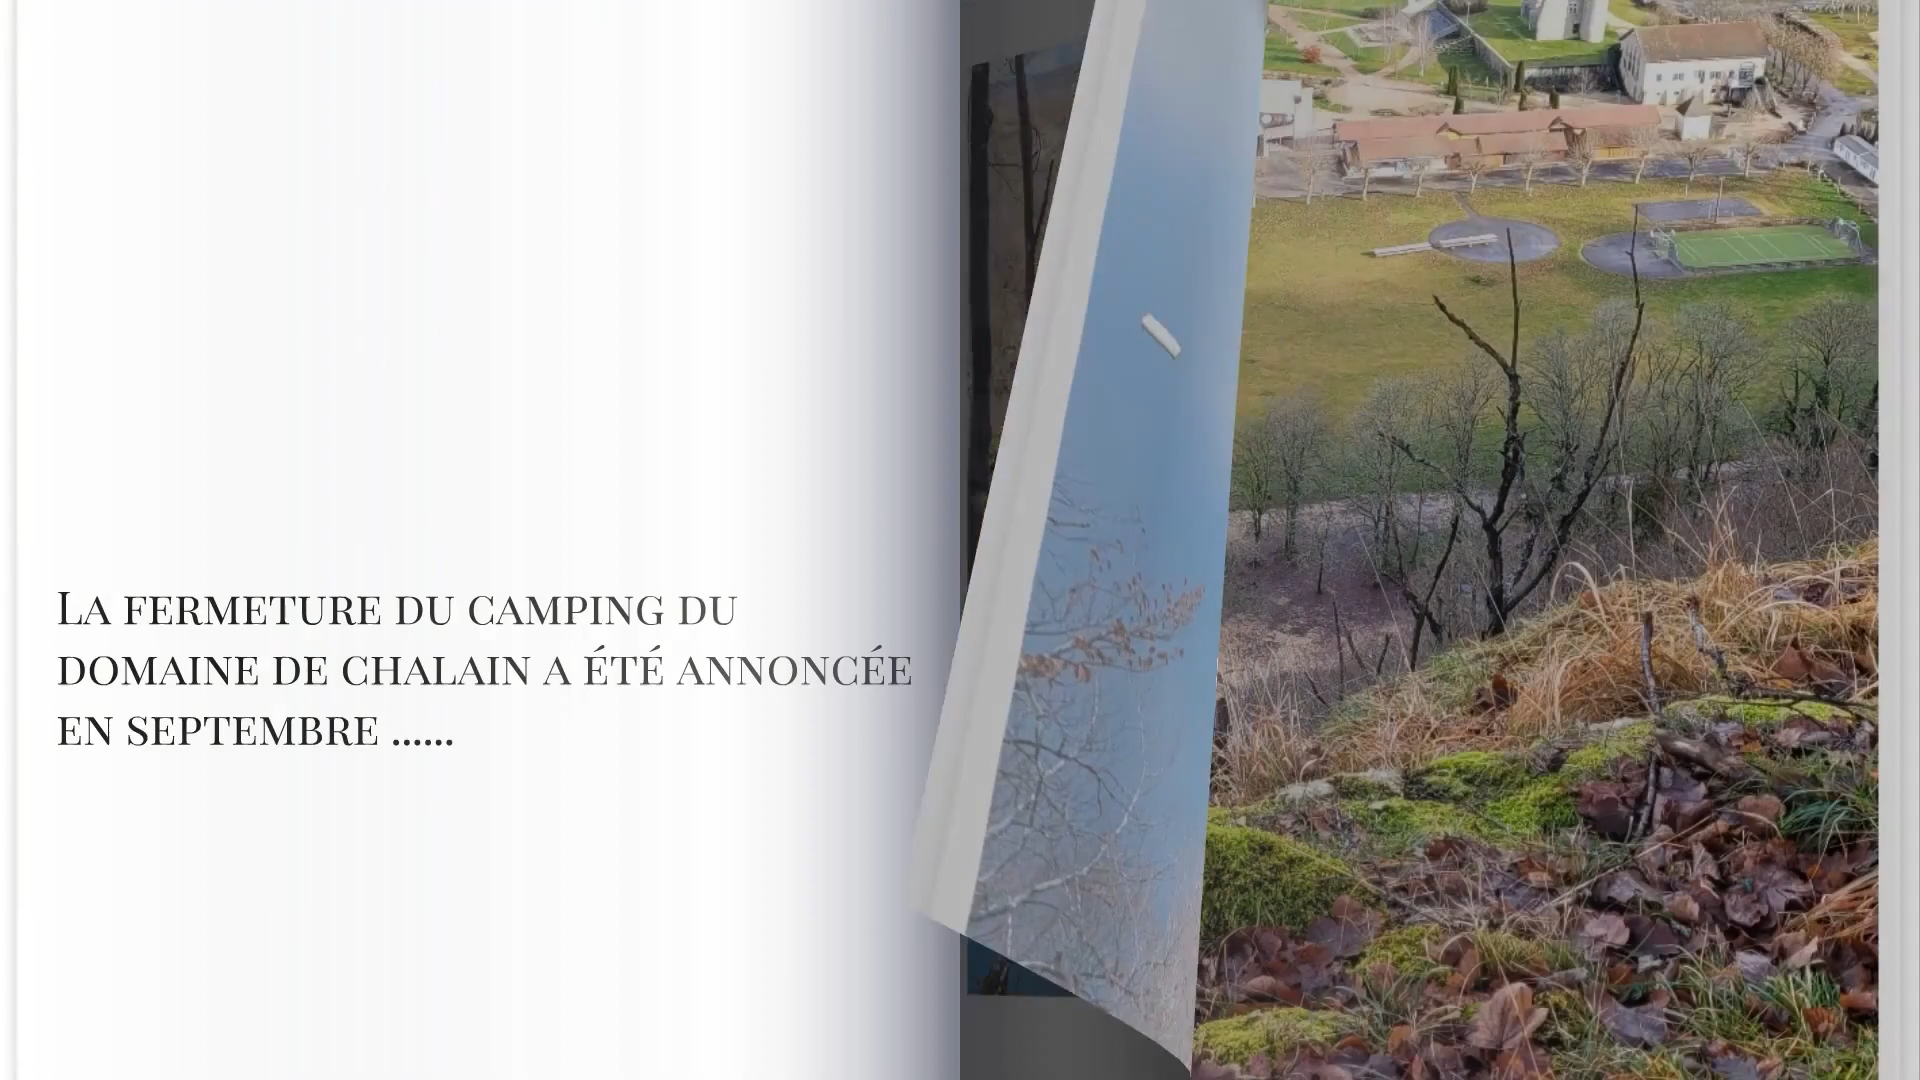 La fermeture du camping du
domaine de chalain a été annoncée
en septembre ......